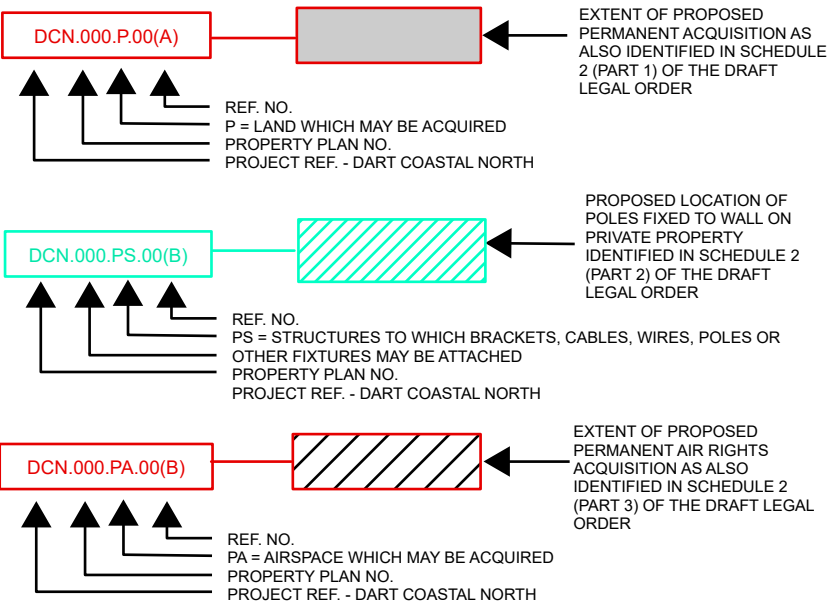 DCN.000.P.00(A)
EXTENT OF PROPOSED
PERMANENT ACQUISITION AS
ALSO IDENTIFIED IN SCHEDULE
2 (PART 1) OF THE DRAFT
LEGAL ORDER
REF. NO.
P = LAND WHICH MAY BE ACQUIRED
PROPERTY PLAN NO.
PROJECT REF. - DART COASTAL NORTH
DCN.000.PS.00(B)
PROPOSED LOCATION OF
POLES FIXED TO WALL ON
PRIVATE PROPERTY
IDENTIFIED IN SCHEDULE 2
(PART 2) OF THE DRAFT
LEGAL ORDER
REF. NO.
PS = STRUCTURES TO WHICH BRACKETS, CABLES, WIRES, POLES OR
OTHER FIXTURES MAY BE ATTACHED
PROPERTY PLAN NO.
PROJECT REF. - DART COASTAL NORTH
DCN.000.PA.00(B)
EXTENT OF PROPOSED
PERMANENT AIR RIGHTS
ACQUISITION AS ALSO
IDENTIFIED IN SCHEDULE 2
(PART 3) OF THE DRAFT LEGAL
ORDER
REF. NO.
PA = AIRSPACE WHICH MAY BE ACQUIRED
PROPERTY PLAN NO.
PROJECT REF. - DART COASTAL NORTH